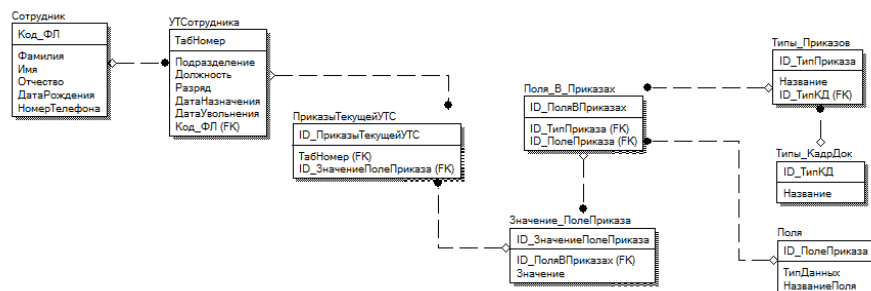 Сотрудник
Код_ФЛ
Фамилия
Имя
Отчество
ДатаРождения
НомерТелефона
УТСотрудника
ТабНомер
Подразделение
Должность
Разряд
ДатаНазначения
ДатаУвольнения
Код_ФЛ (FK)
ПриказыТекущейУТС
ID_ПриказыТекущейУТС
ТабНомер (FK)
ID_ЗначениеПолеПриказа (FK)
Поля_В_Приказах
ID_ПоляВПриказах
ID_ТипПриказа (FK)
ID_ПолеПриказа (FK)
Значение_ПолеПриказа
ID_ЗначениеПолеПриказа
ID_ПоляВПриказах (FK)
Значение
Типы_Приказов
ID_ТипПриказа
Название
ID_ТипКД (FK)
Типы_КадрДок
ID_ТипКД
Название
Поля
ID_ПолеПриказа
ТипДанных
НазваниеПоля